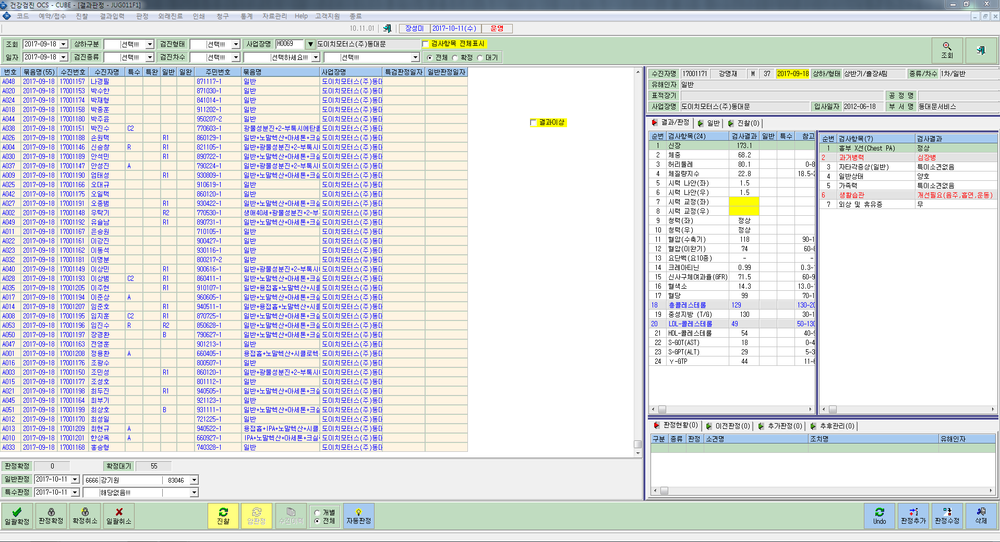 건강검진 OCS - CUBE - [결과판정 - JUG011F1]
코드 예약/접수 진찰 결과입력 판정 외래진료 인쇄 청구 통계 자료관리 Help 고객지원 종료
10.11.01 장성미 2017-10-11(수) 운영
조회 2017-09-18 상하구분 선택!!! 검진형태 선택!!! 사업장명 H0069 도이치모터스(주)동대문 검사항목 전체표시
일자 2017-09-18 검진종류 선택!!! 검진차수 선택!!! 선택하세요!!! 선택!!! 전체 확정 대기
조회
번호 묶음명(55) 수진번호 수진자명 특수 특완 일반 일완 주민번호 묶음명 사업장명 특검판정일자 일반판정일자
A048 2017-09-18 17001157 나경필 871117-1 일반 도이치모터스(주)동대
A020 2017-09-18 17001153 박수한 871030-1 일반 도이치모터스(주)동대
A024 2017-09-18 17001174 박재형 841014-1 일반 도이치모터스(주)동대
A018 2017-09-18 17001158 박종훈 911202-1 일반 도이치모터스(주)동대
A044 2017-09-18 17001180 박주윤 950207-2 일반 도이치모터스(주)동대
A038 2017-09-18 17001151 박진수 C2 770603-1 광물성분진+2-부톡시에탄올 도이치모터스(주)동대
A026 2017-09-18 17001188 손원택 R1 860129-1 일반+노말헥산+아세톤+크실 도이치모터스(주)동대
A004 2017-09-18 17001146 신승창 R R1 821105-1 일반+광물성분진+2-부톡시 도이치모터스(주)동대
A030 2017-09-18 17001189 안석민 R1 890722-1 일반+노말헥산+아세톤+크실 도이치모터스(주)동대
A037 2017-09-18 17001147 안성진 A 790224-1 일반+광물성분진+2-부톡시 도이치모터스(주)동대
A009 2017-09-18 17001190 엄태성 R1 930809-1 일반+노말헥산+아세톤+크실 도이치모터스(주)동대
A025 2017-09-18 17001166 오대규 910619-1 일반 도이치모터스(주)동대
A042 2017-09-18 17001175 오일택 860120-1 일반 도이치모터스(주)동대
A027 2017-09-18 17001191 오종범 R1 930422-1 일반+노말헥산+아세톤+크실 도이치모터스(주)동대
A002 2017-09-18 17001148 우탁기 R2 770530-1 생애40세+광물성분진+2-부 도이치모터스(주)동대
A049 2017-09-18 17001192 유슬남 R1 890731-1 일반+노말헥산+아세톤+크실 도이치모터스(주)동대
A011 2017-09-18 17001167 은승원 710105-1 일반 도이치모터스(주)동대
A022 2017-09-18 17001161 이강진 900427-1 일반 도이치모터스(주)동대
A023 2017-09-18 17001162 이동석 930116-1 일반 도이치모터스(주)동대
A032 2017-09-18 17001181 이명분 800217-2 일반 도이치모터스(주)동대
A040 2017-09-18 17001149 이상민 R1 900616-1 일반+광물성분진+2-부톡시 도이치모터스(주)동대
A028 2017-09-18 17001193 이상범 C2 R1 860411-1 일반+노말헥산+아세톤+크실 도이치모터스(주)동대
A035 2017-09-18 17001205 이주현 R1 910107-1 일반+용접흄+노말헥산+시클 도이치모터스(주)동대
A017 2017-09-18 17001194 이준상 A 960605-1 일반+노말헥산+아세톤+크실 도이치모터스(주)동대
A014 2017-09-18 17001207 임준호 R1 940511-1 일반+용접흄+노말헥산+시클 도이치모터스(주)동대
A008 2017-09-18 17001195 임지훈 C2 R1 870725-1 일반+노말헥산+아세톤+크실 도이치모터스(주)동대
A053 2017-09-18 17001196 임진수 R R2 850628-1 일반+노말헥산+아세톤+크실 도이치모터스(주)동대
A050 2017-09-18 17001197 장경환 B 790627-1 일반+노말헥산+아세톤+크실 도이치모터스(주)동대
A047 2017-09-18 17001163 전영훈 901213-1 일반 도이치모터스(주)동대
A001 2017-09-18 17001208 정용환 A 660405-1 용접흄+노말헥산+시클로헥 도이치모터스(주)동대
A016 2017-09-18 17001176 조광수 800507-1 일반 도이치모터스(주)동대
A003 2017-09-18 17001150 조민성 R1 860120-1 일반+광물성분진+2-부톡시 도이치모터스(주)동대
A015 2017-09-18 17001177 조성호 801112-1 일반 도이치모터스(주)동대
A021 2017-09-18 17001198 최두진 R1 940505-1 일반+노말헥산+아세톤+크실 도이치모터스(주)동대
A045 2017-09-18 17001164 최부기 921123-1 일반 도이치모터스(주)동대
A051 2017-09-18 17001199 최상호 B 931111-1 일반+노말헥산+아세톤+크실 도이치모터스(주)동대
A012 2017-09-18 17001170 최성일 721225-1 일반 도이치모터스(주)동대
A013 2017-09-18 17001209 최현규 A 940522-1 용접흄+IPA+노말헥산+시클 도이치모터스(주)동대
A010 2017-09-18 17001201 한상옥 A 660927-1 IPA+노말헥산+아세톤+크실 도이치모터스(주)동대
A033 2017-09-18 17001168 홍승형 740328-1 일반 도이치모터스(주)동대
결과이상
판정확정 0 확정대기 55
일반판정 2017-10-11 6666 강기원 83046
특수판정 2017-10-11 해당없음!!!
수진자명 17001171 강명재 M 37 2017-09-18 상하/형태 상반기/출장A팀 종류/차수 1차/일반
유해인자 일반
표적장기 공 정 명
사업장명 도이치모터스(주)동대문 입사일자 2012-06-18 부 서 명 동대문서비스
결과/판정 일반 진찰(0)
순번 검사항목(24) 검사결과 일반 특수 참고
1 신장 173.1
2 체중 68.2
3 허리둘레 80.1 0~8
4 체질량지수 22.8 18.5~2
5 시력 나안(좌) 1.5
6 시력 나안(우) 1.5
7 시력 교정(좌)
8 시력 교정(우)
9 청력(좌) 정상
10 청력(우) 정상
11 혈압(수축기) 118 90~1
12 혈압(이완기) 74 60~8
13 요단백(요10종) - -
14 크레아티닌 0.99 0.3~
15 신사구체여과율(GFR) 71.5 60~9
16 혈색소 14.3 13.0~
17 혈당 99 70~1
18 총콜레스테롤 129 130~20
19 중성지방 (T/G) 130 30~1
20 LDL-콜레스테롤 49 50~130
21 HDL-콜레스테롤 54 40~9
22 S-GOT(AST) 18 0~4
23 S-GPT(ALT) 29 5~3
24 Υ-GTP 44 11~6
순번 검사항목(7) 검사결과
1 흉부 X선(Chest PA) 정상
2 과거병력 심장병
3 자타각증상(일반) 특이소견없음
4 일반상태 양호
5 가족력 특이소견없음
6 생활습관 개선필요(음주,흡연,운동)
7 외상 및 휴유증 무
판정현황(0) 이전판정(0) 추가판정(0) 추후관리(0)
구분 종류 판정 소견명 조치명 유해인자
일괄확정 판정확정 확정취소 일괄취소 진찰 암판정 수진이력 개별 전체 자동판정 Undo 판정추가 판정수정 삭제